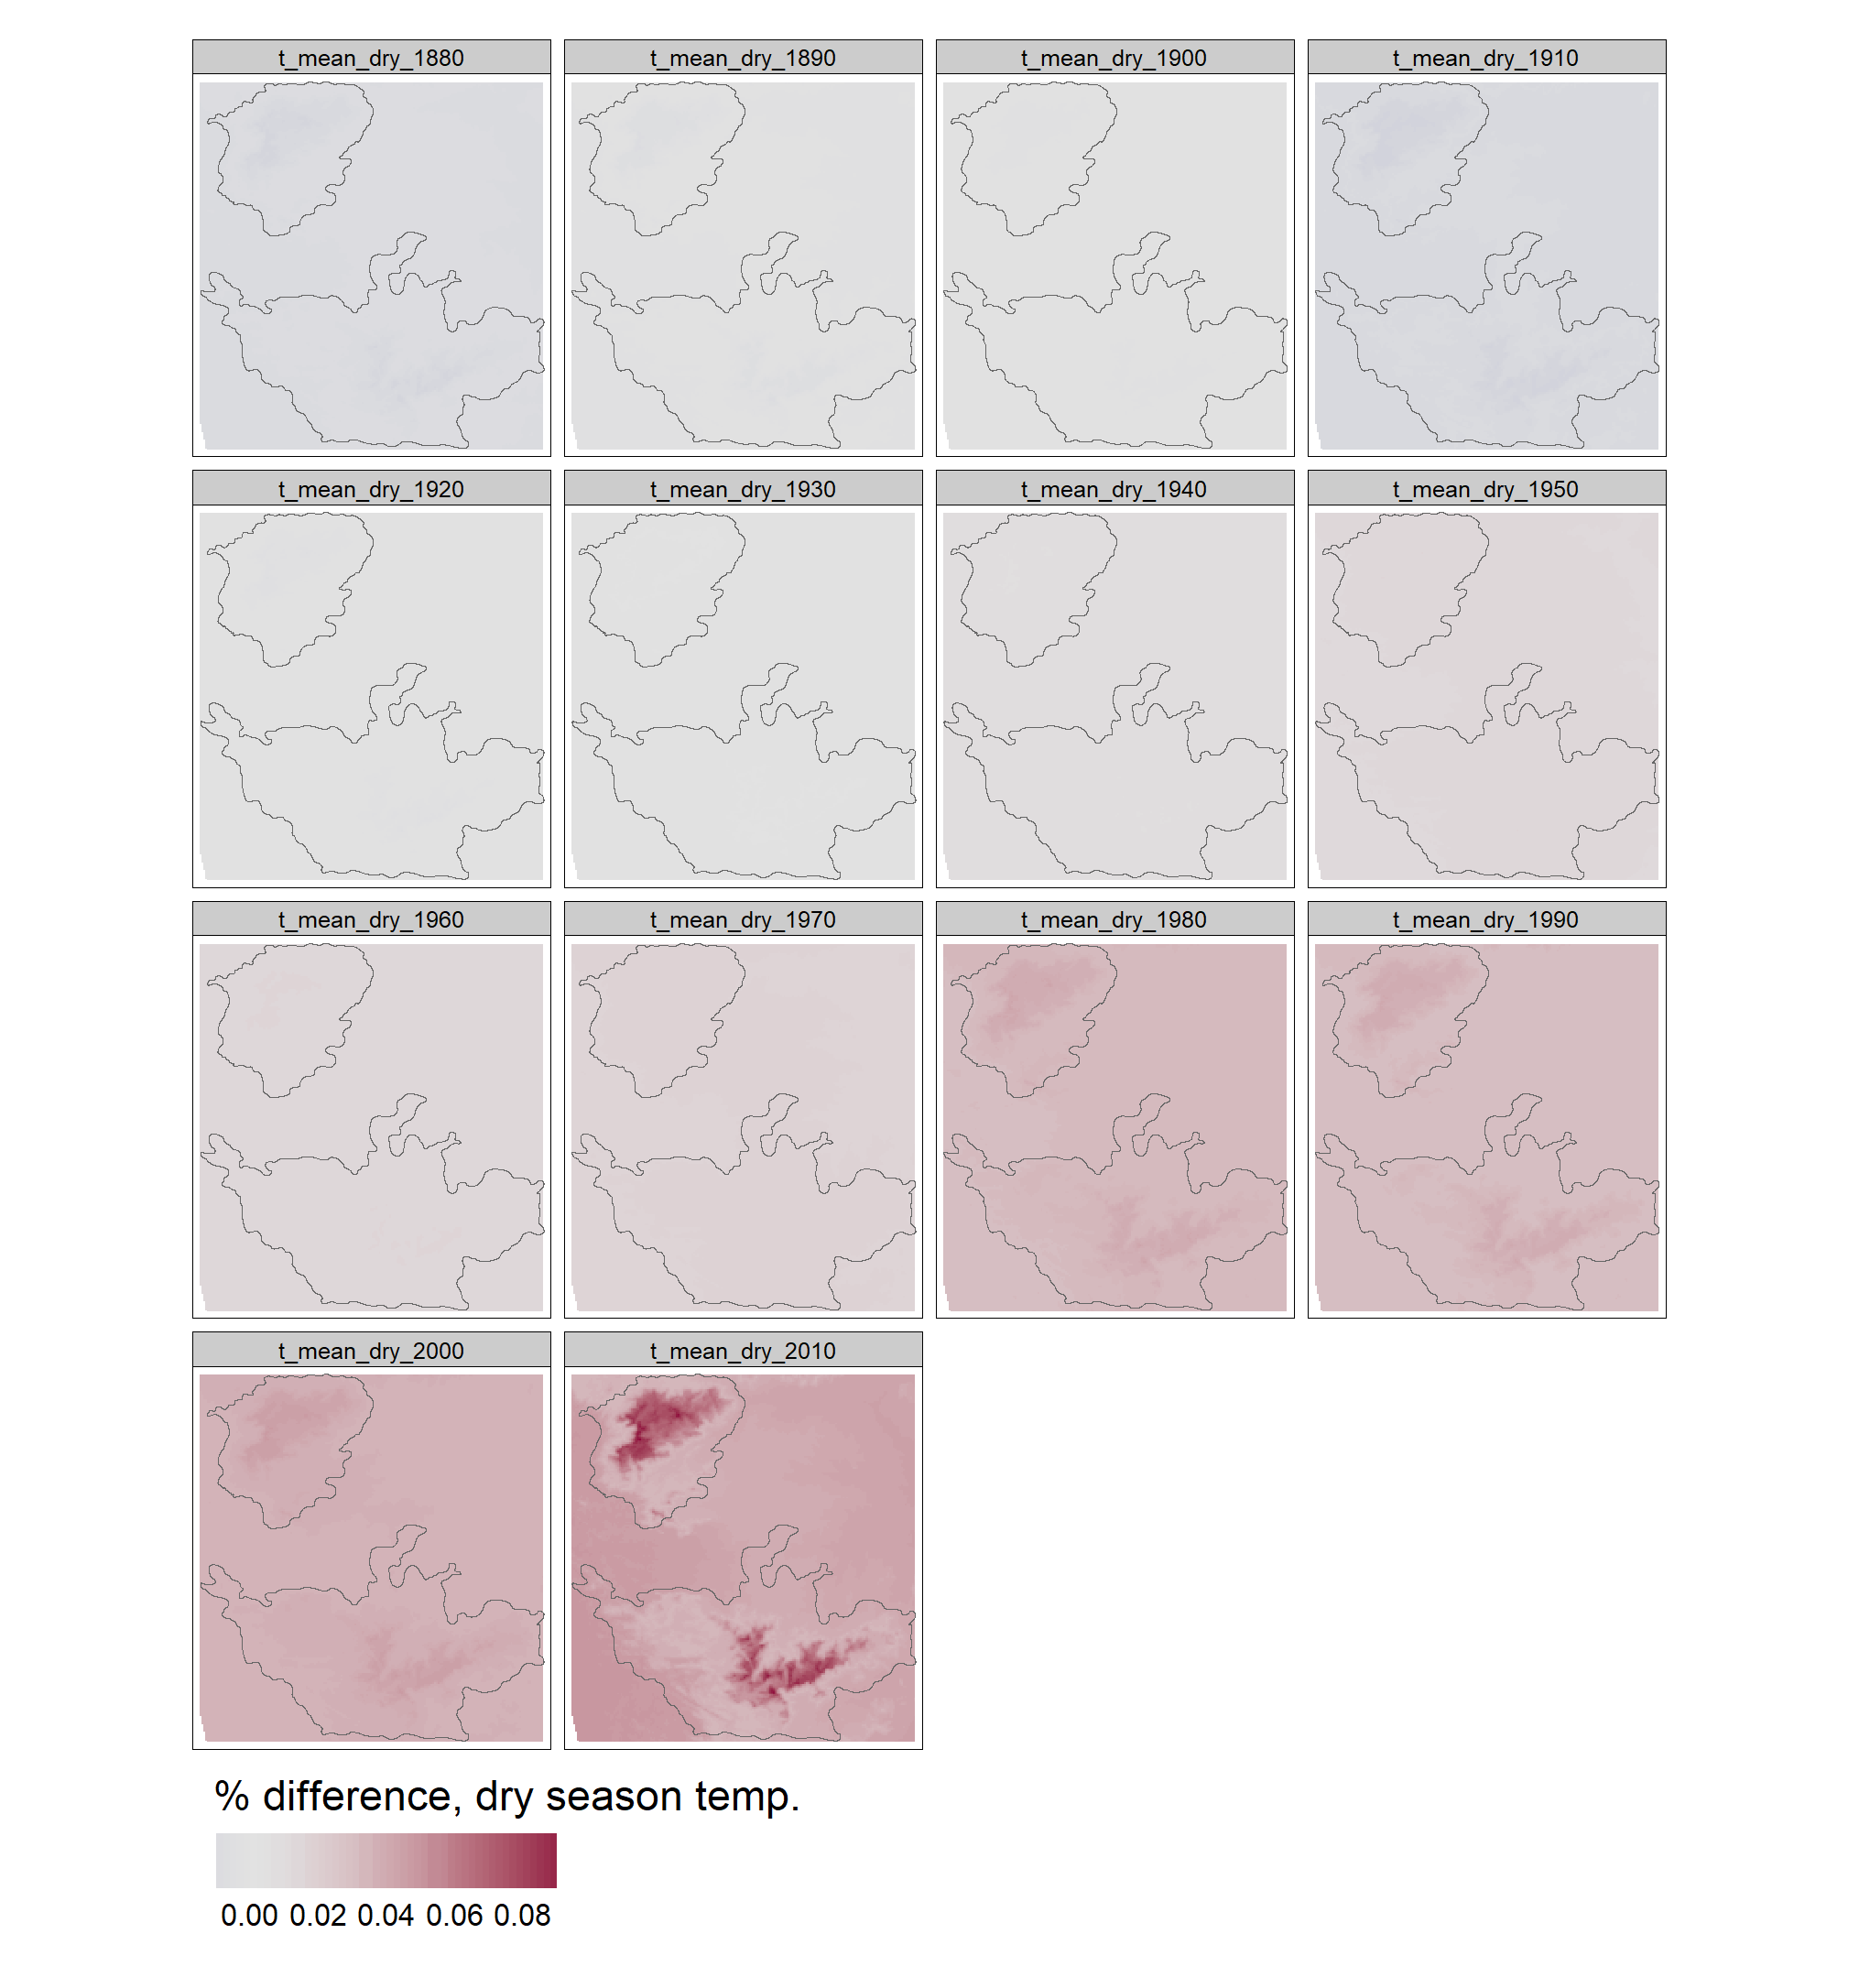 t_mean_dry_1880
t_mean_dry_1890
t_mean_dry_1900
t_mean_dry_1910
t_mean_dry_1920
t_mean_dry_1930
t_mean_dry_1940
t_mean_dry_1950
t_mean_dry_1960
t_mean_dry_1970
t_mean_dry_1980
t_mean_dry_1990
t_mean_dry_2000
t_mean_dry_2010
% difference, dry season temp.
0.00 0.02 0.04 0.06 0.08